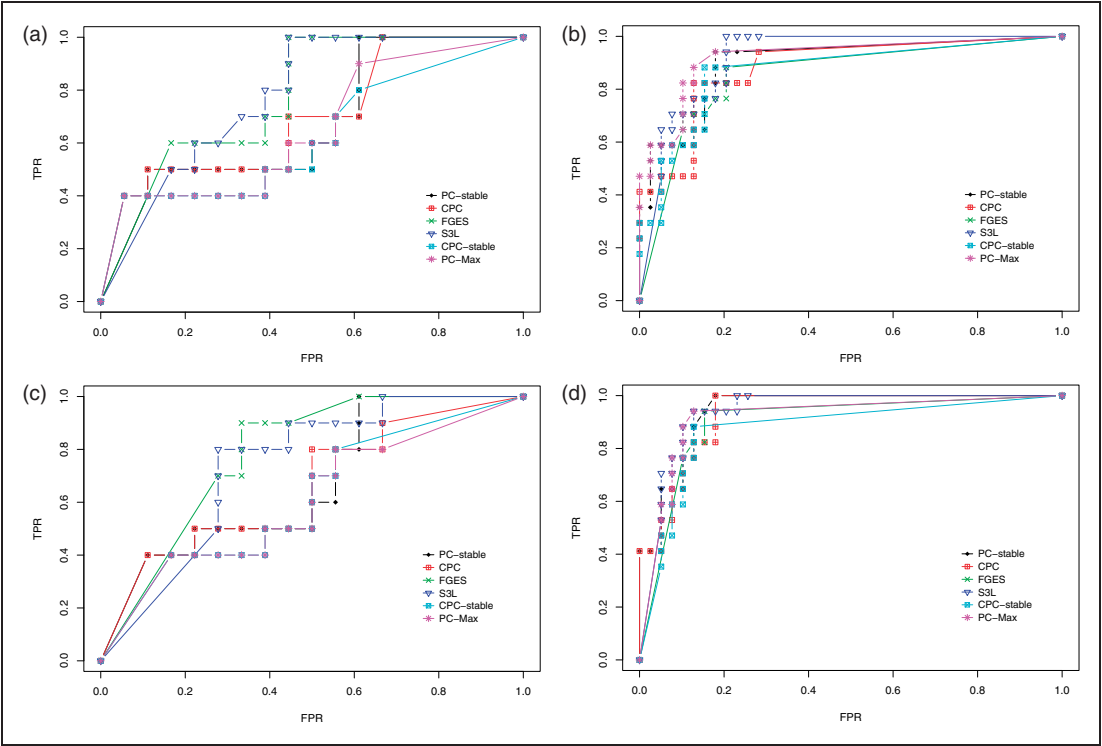 (a)
TPR
1.0
0.8
0.6
0.4
0.2
0.0
PC-stable
CPC
FGES
S3L
CPC-stable
PC-Max
0.0 0.2 0.4 0.6 0.8 1.0
FPR
(b)
TPR
1.0
0.8
0.6
0.4
0.2
0.0
PC-stable
CPC
FGES
S3L
CPC-stable
PC-Max
0.0 0.2 0.4 0.6 0.8 1.0
FPR
(c)
TPR
1.0
0.8
0.6
0.4
0.2
0.0
PC-stable
CPC
FGES
S3L
CPC-stable
PC-Max
0.0 0.2 0.4 0.6 0.8 1.0
FPR
(d)
TPR
1.0
0.8
0.6
0.4
0.2
0.0
PC-stable
CPC
FGES
S3L
CPC-stable
PC-Max
0.0 0.2 0.4 0.6 0.8 1.0
FPR